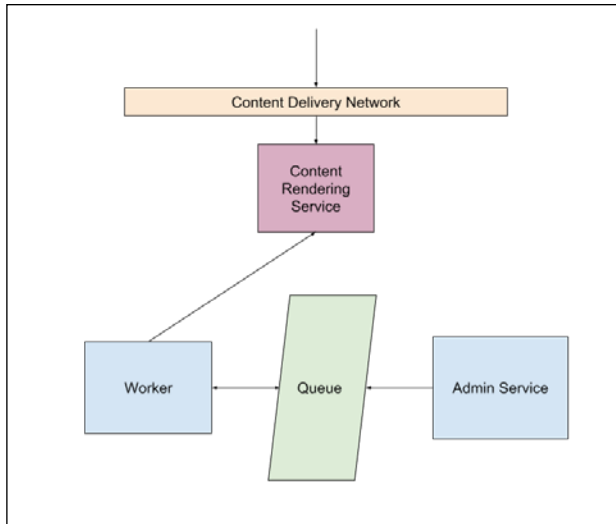 Content Delivery Network
Content
Rendering
Service
Worker
Queue
Admin Service